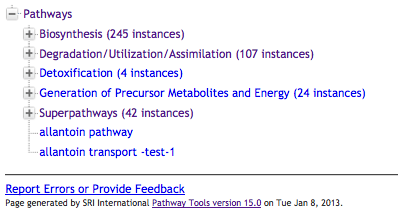 Pathways
Biosynthesis (245 instances)
Degradation/Utilization/Assimilation (107 instances)
Detoxification (4 instances)
Generation of Precursor Metabolites and Energy (24 instances)
Superpathways (42 instances)
allantoin pathway
allantoin transport -test-1
Report Errors or Provide Feedback
Page generated by SRI International Pathway Tools version 15.0 on Tue Jan 8, 2013.